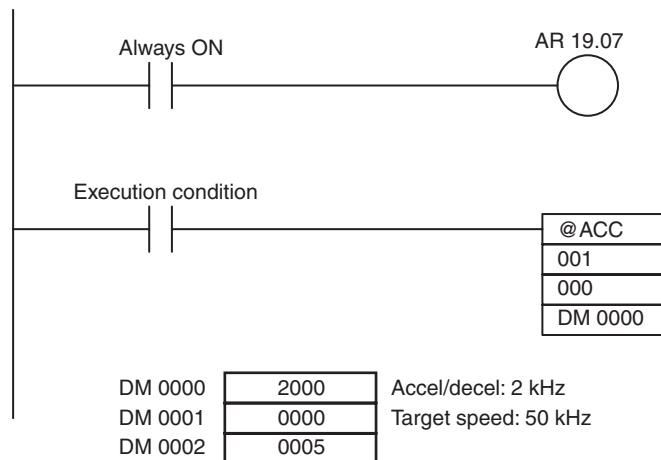 Always ON
AR 19.07
Execution condition
@ACC
001
000
DM 0000
DM 0000 2000 Accel/decel: 2 kHz
DM 0001 0000 Target speed: 50 kHz
DM 0002 0005